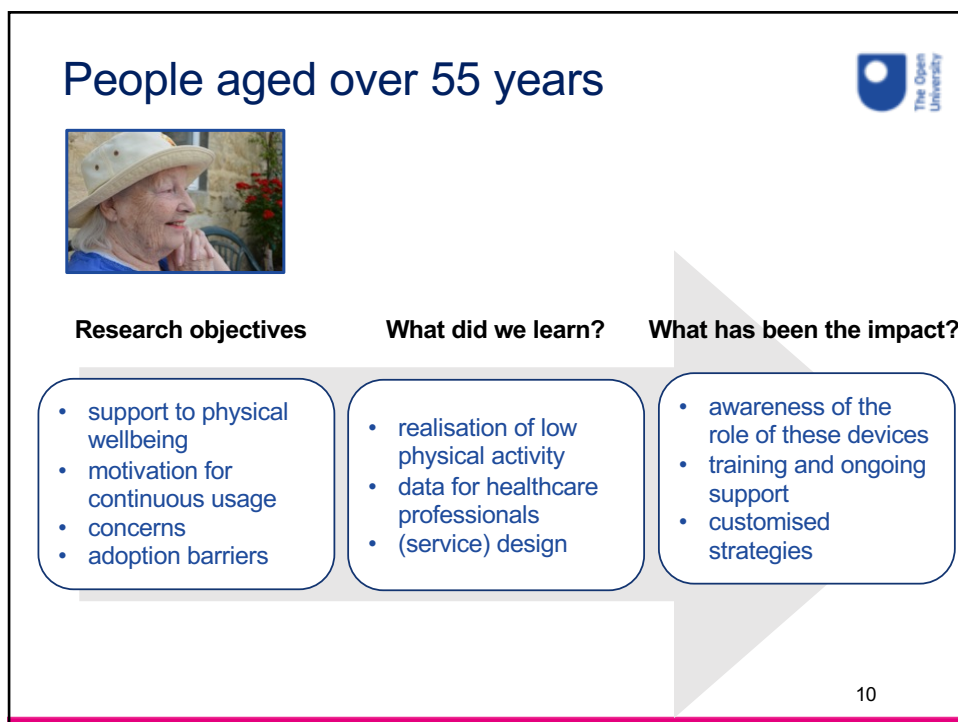 People aged over 55 years
The Open
University
Research objectives
• support to physical
wellbeing
• motivation for
continuous usage
• concerns
• adoption barriers
What did we learn?
• realisation of low
physical activity
• data for healthcare
professionals
• (service) design
What has been the impact?
• awareness of the
role of these devices
• training and ongoing
support
• customised
strategies
10